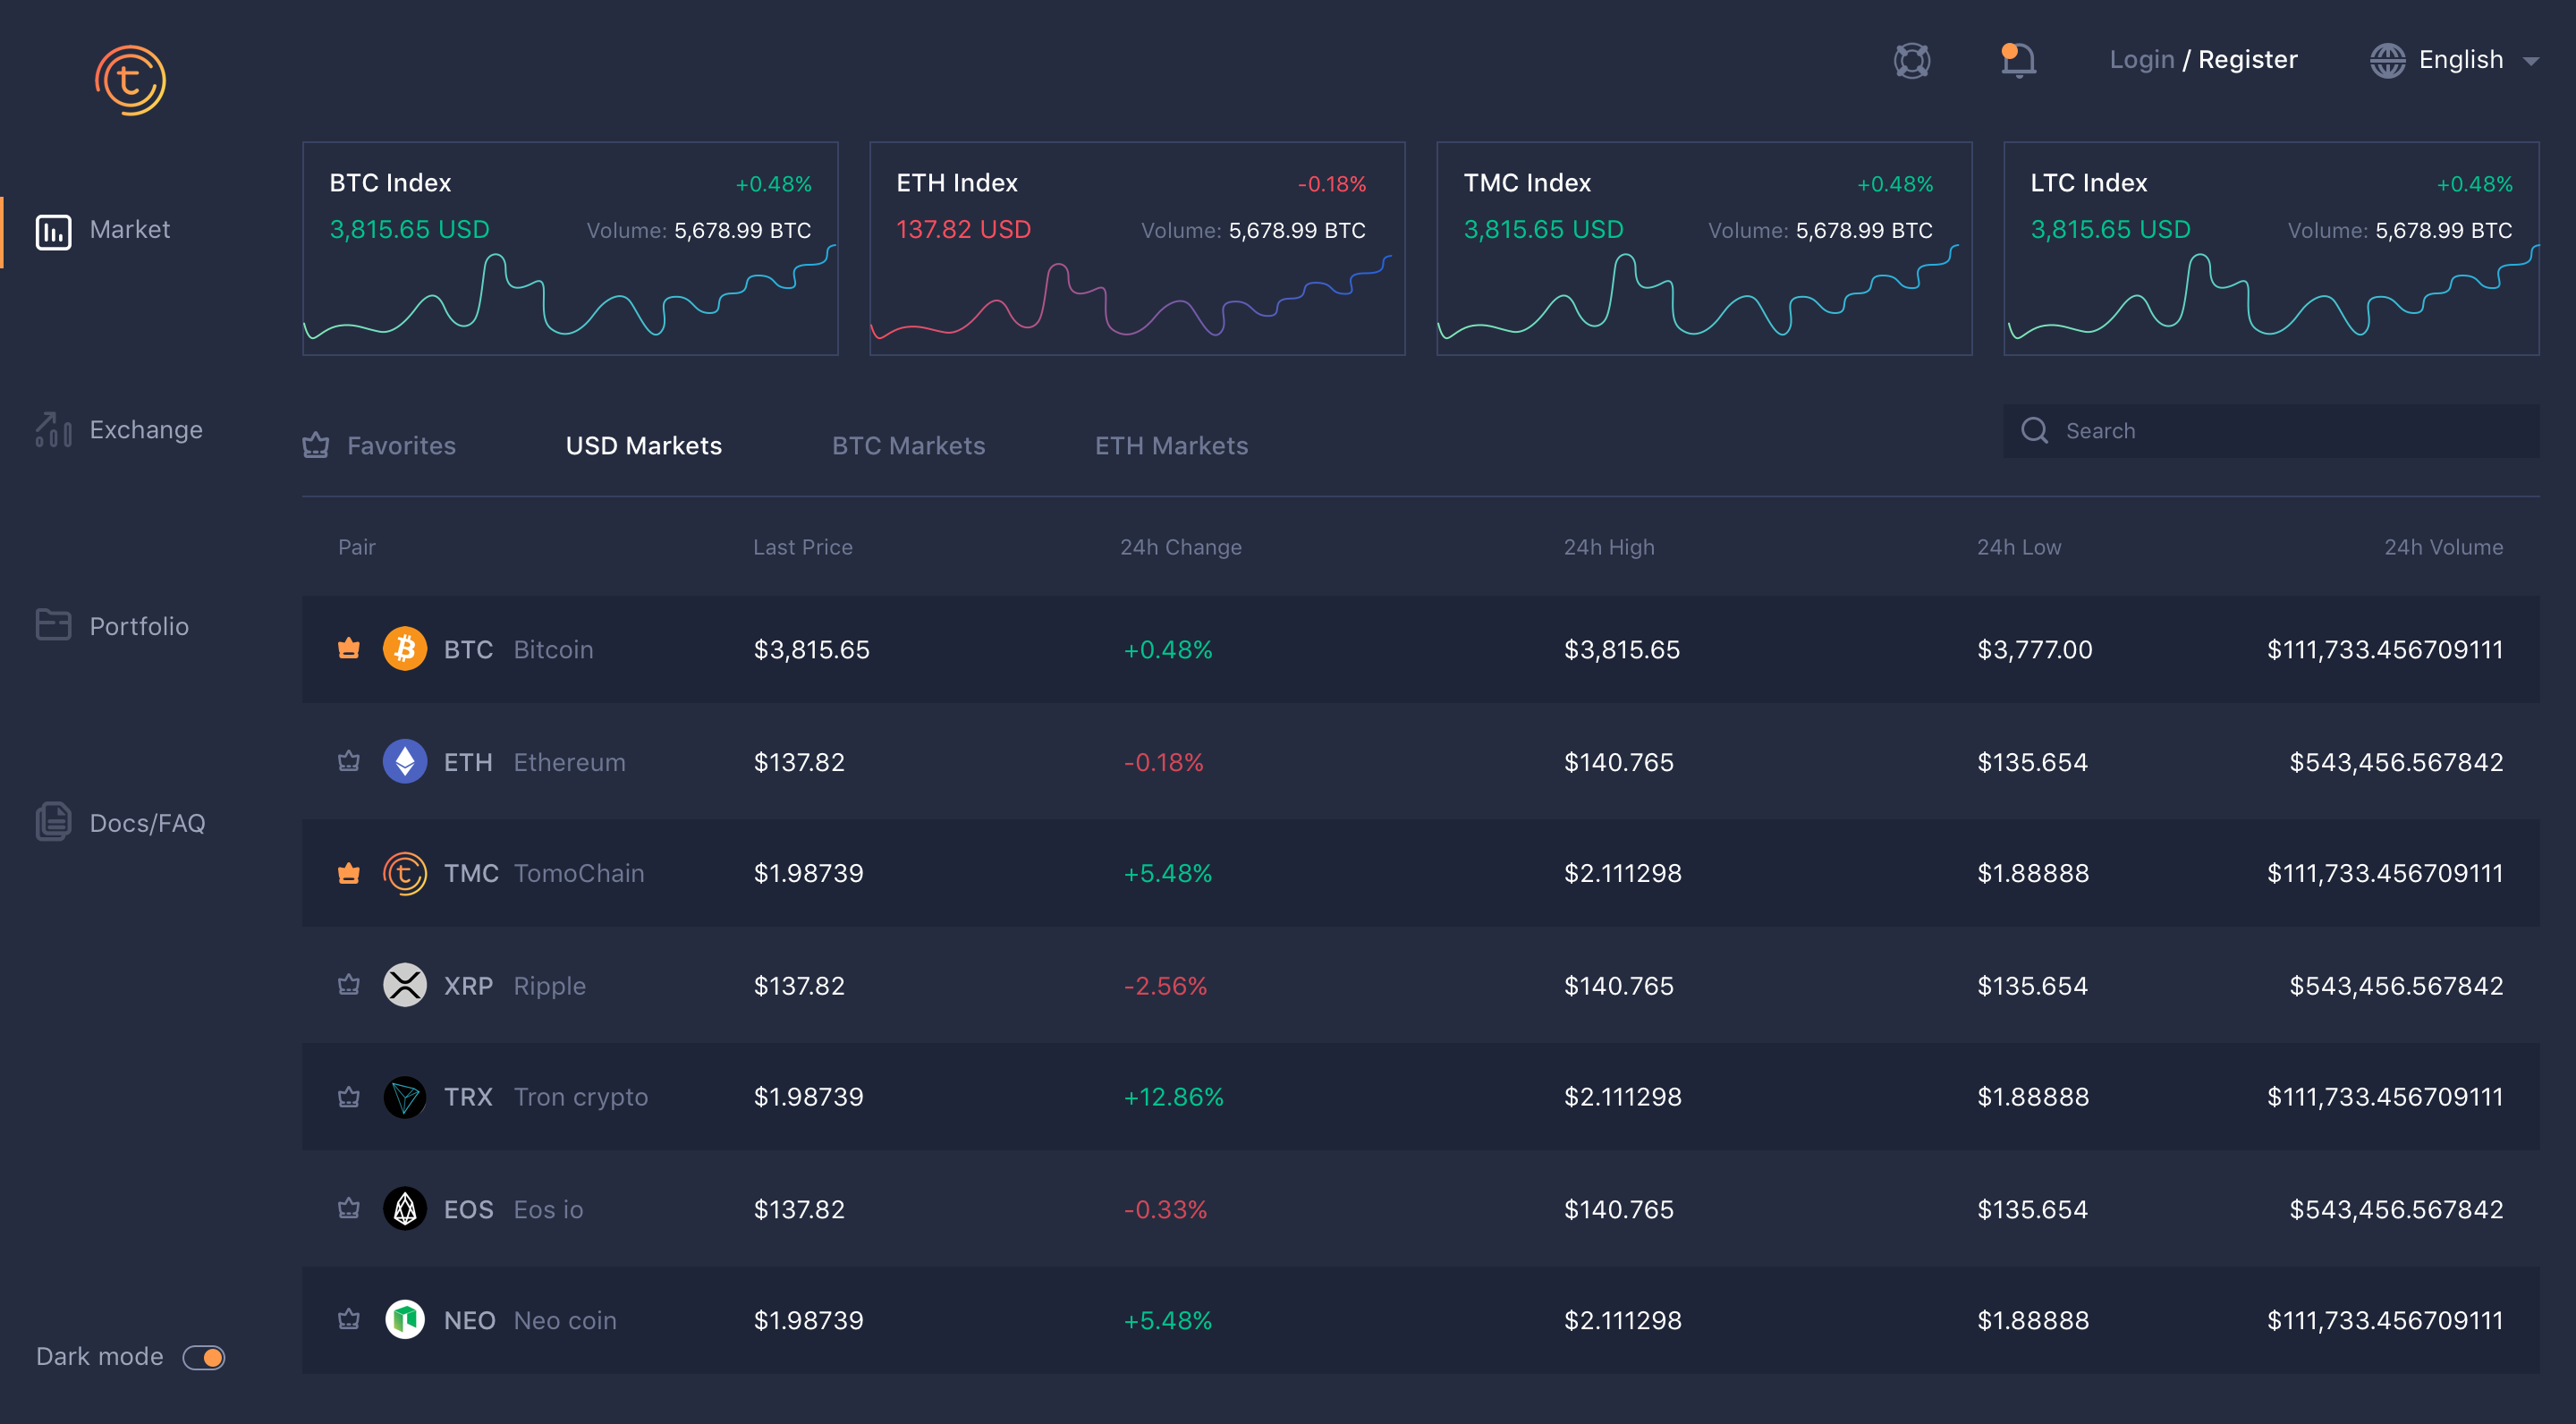 Login / Register English
BTC Index +0.48%
3,815.65 USD Volume: 5,678.99 BTC
ETH Index -0.18%
137.82 USD Volume: 5,678.99 BTC
TMC Index +0.48%
3,815.65 USD Volume: 5,678.99 BTC
LTC Index +0.48%
3,815.65 USD Volume: 5,678.99 BTC
Market
Exchange
Portfolio
Docs/FAQ
Dark mode
Favorites USD Markets BTC Markets ETH Markets Search
Pair Last Price 24h Change 24h High 24h Low 24h Volume
BTC Bitcoin $3,815.65 +0.48% $3,815.65 $3,777.00 $111,733.456709111
ETH Ethereum $137.82 -0.18% $140.765 $135.654 $543,456.567842
TMC TomoChain $1.98739 +5.48% $2.111298 $1.88888 $111,733.456709111
XRP Ripple $137.82 -2.56% $140.765 $135.654 $543,456.567842
TRX Tron crypto $1.98739 +12.86% $2.111298 $1.88888 $111,733.456709111
EOS Eos io $137.82 -0.33% $140.765 $135.654 $543,456.567842
NEO Neo coin $1.98739 +5.48% $2.111298 $1.88888 $111,733.456709111